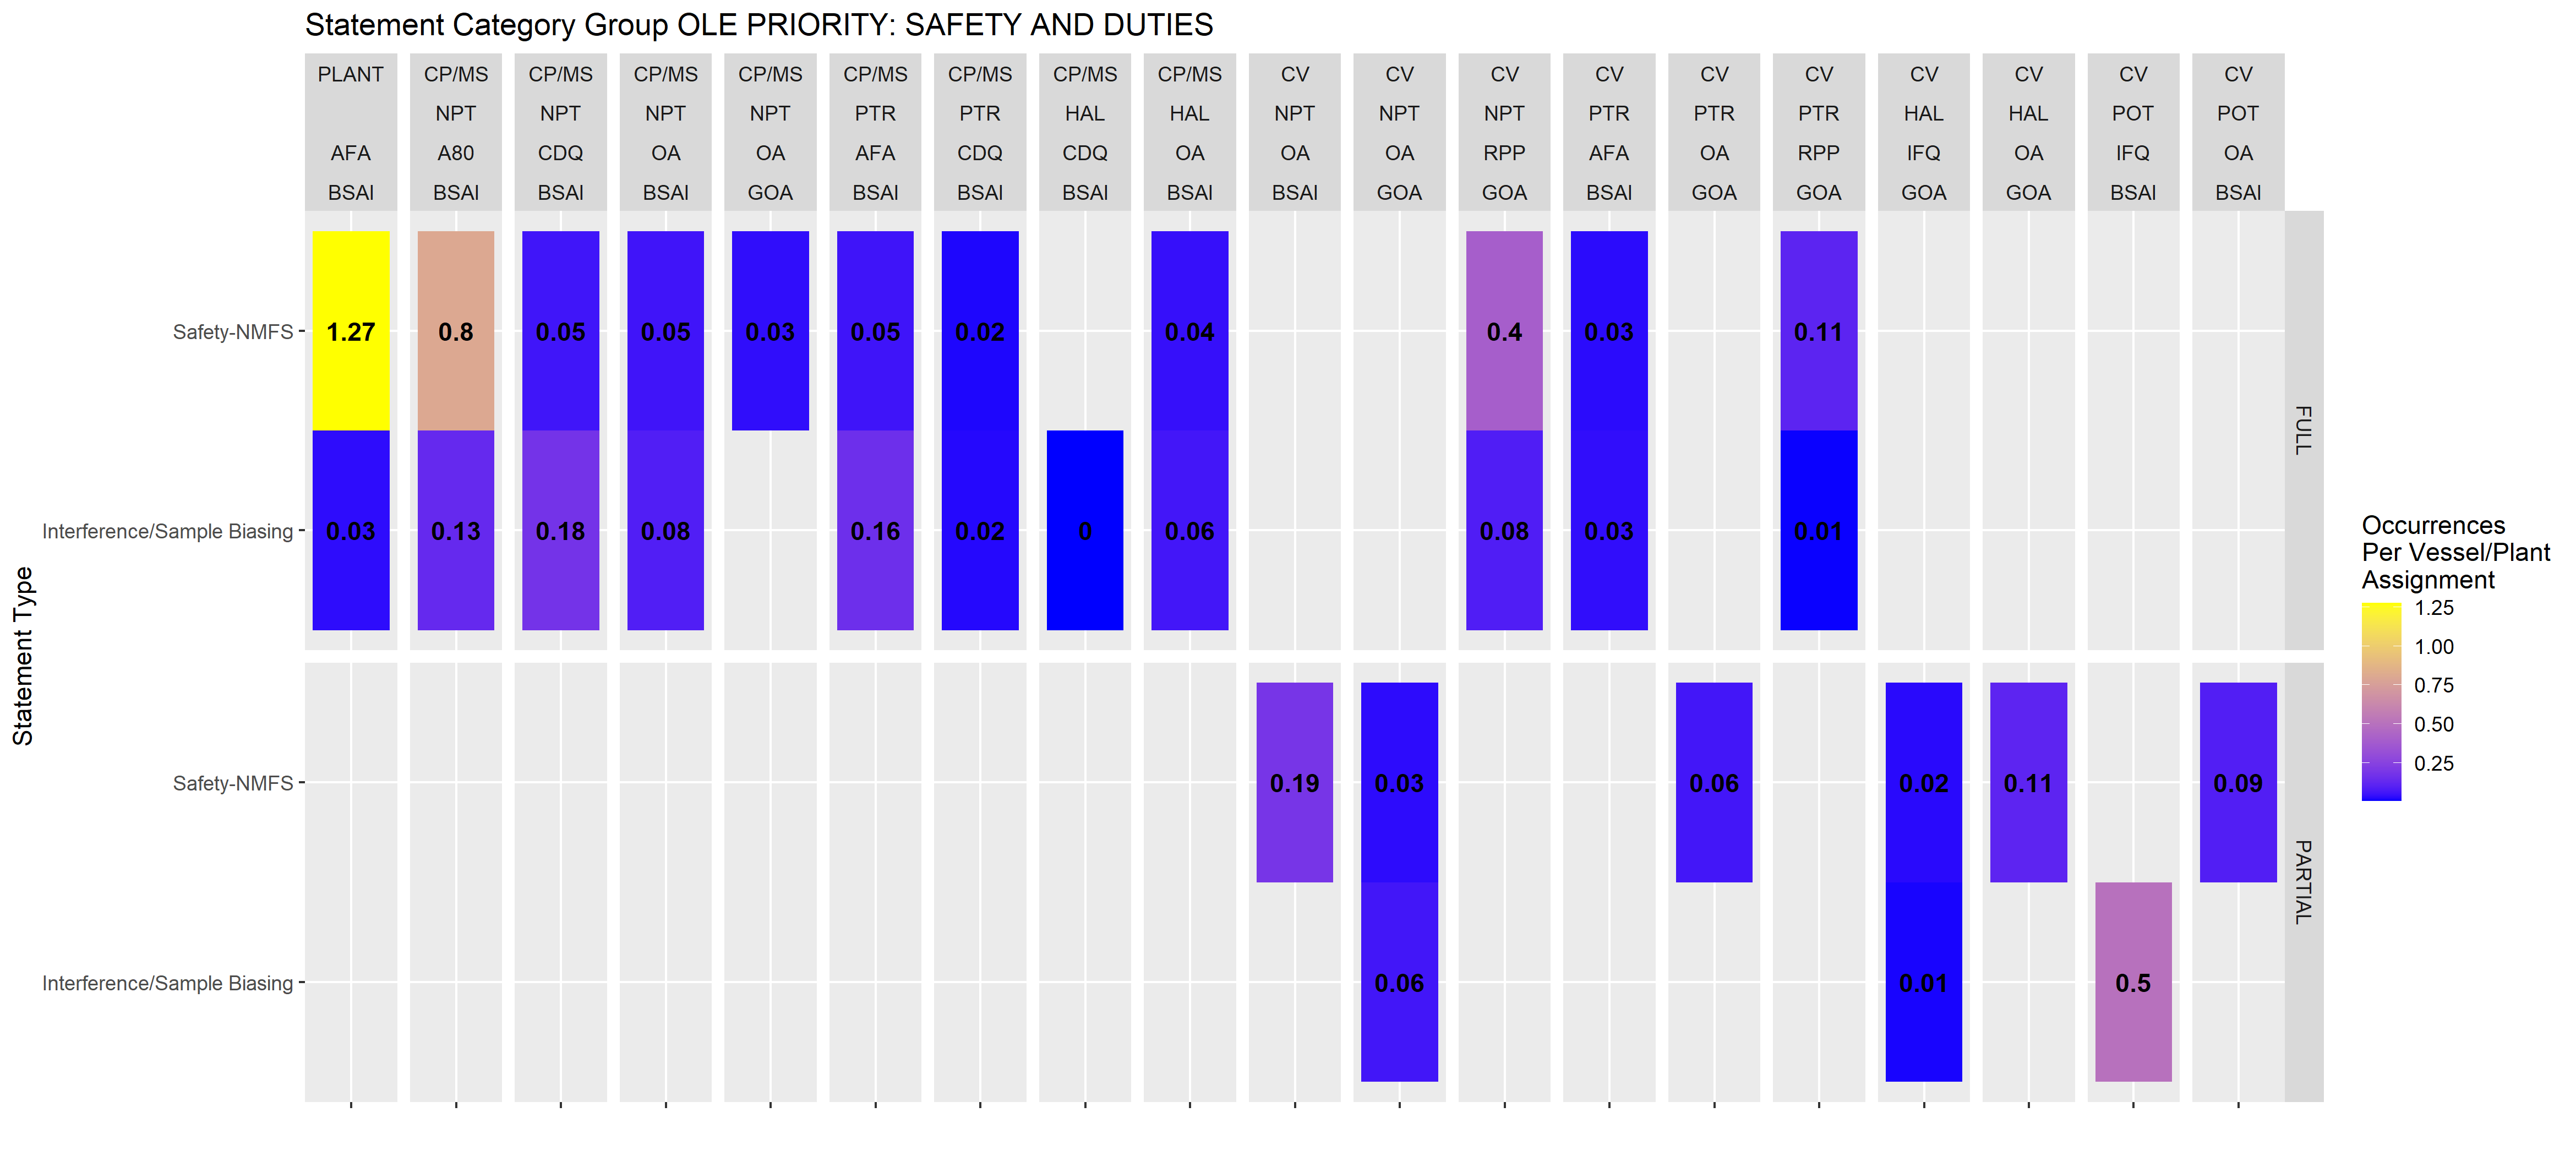 Statement Category Group OLE PRIORITY: SAFETY AND DUTIES
PLANT CP/MS CP/MS CP/MS CP/MS CP/MS CP/MS CP/MS CP/MS CV CV CV CV CV CV CV CV CV CV
NPT NPT NPT NPT PTR PTR HAL HAL NPT NPT NPT PTR PTR PTR HAL HAL POT POT
AFA A80 CDQ OA OA AFA CDQ CDQ OA OA OA RPP AFA OA RPP IFQ OA IFQ OA
BSAI BSAI BSAI BSAI GOA BSAI BSAI BSAI BSAI BSAI GOA GOA BSAI GOA GOA GOA GOA BSAI BSAI
Safety-NMFS 1.27 0.8 0.05 0.05 0.03 0.05 0.02 0.04 0.4 0.03 0.11
FULL
Interference/Sample Biasing 0.03 0.13 0.18 0.08 0.16 0.02 0 0.06 0.08 0.03 0.01
Statement Type
Safety-NMFS 0.19 0.03 0.06 0.02 0.11 0.09
PARTIAL
Interference/Sample Biasing 0.06 0.01 0.5
Occurrences
Per Vessel/Plant
Assignment
1.25
1.00
0.75
0.50
0.25